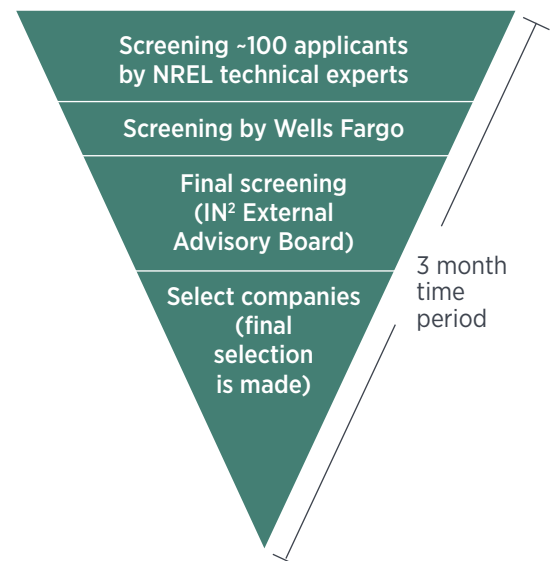 Screening ~100 applicants
by NREL technical experts
Screening by Wells Fargo
Final screening
(IN² External
Advisory Board)
Select companies
(final
selection
is made)
3 month
time
period